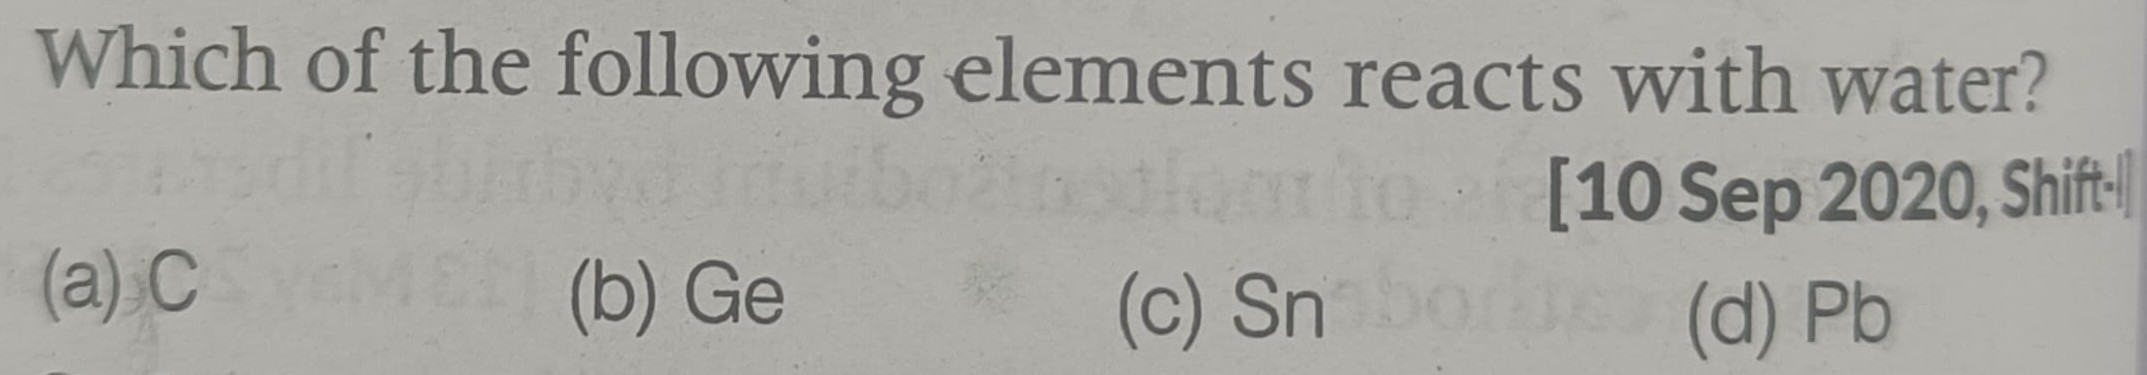 Which of the following elements reacts with water?
[10 Sep 2020, Shift-I]
(a) C (b) Ge (c) Sn (d) Pb